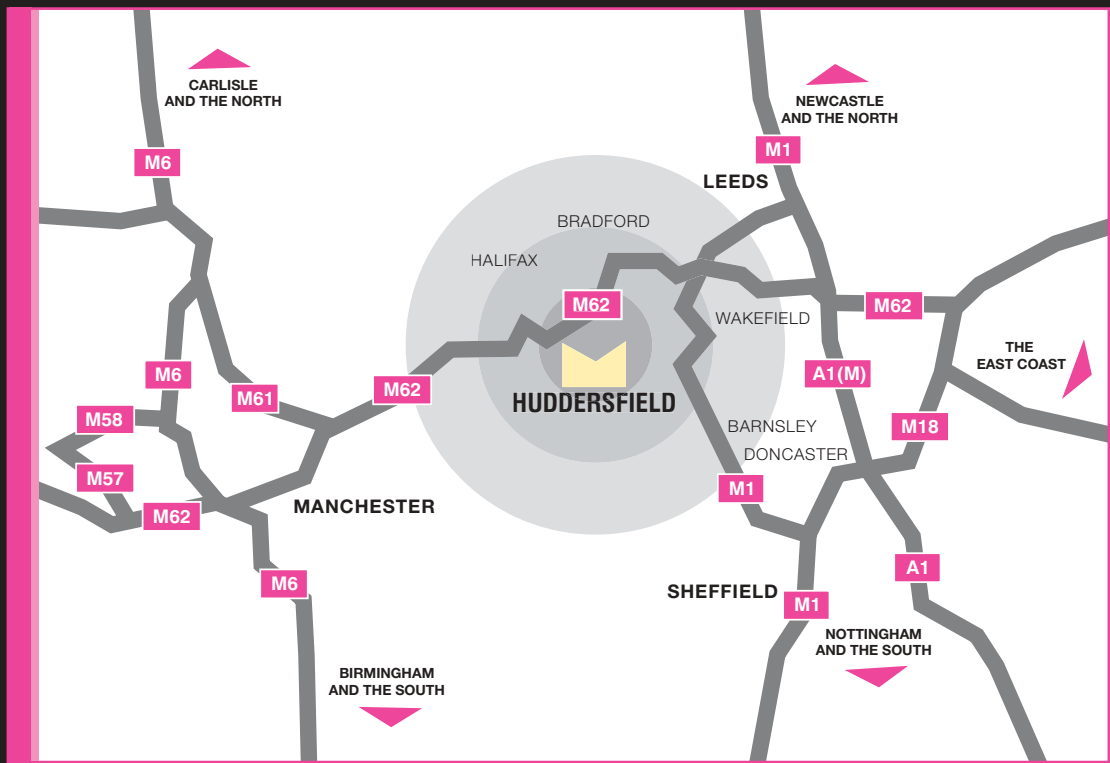 CARLISLE
AND THE NORTH
NEWCASTLE
AND THE NORTH
M6
M1
LEEDS
BRADFORD
HALIFAX
M62
M62
WAKEFIELD
THE
EAST COAST
M6
M61
M62
A1(M)
HUDDERSFIELD
M58
M18
BARNSLEY
DONCASTER
M57
M1
M62
MANCHESTER
M6
A1
SHEFFIELD
M1
NOTTINGHAM
AND THE SOUTH
BIRMINGHAM
AND THE SOUTH